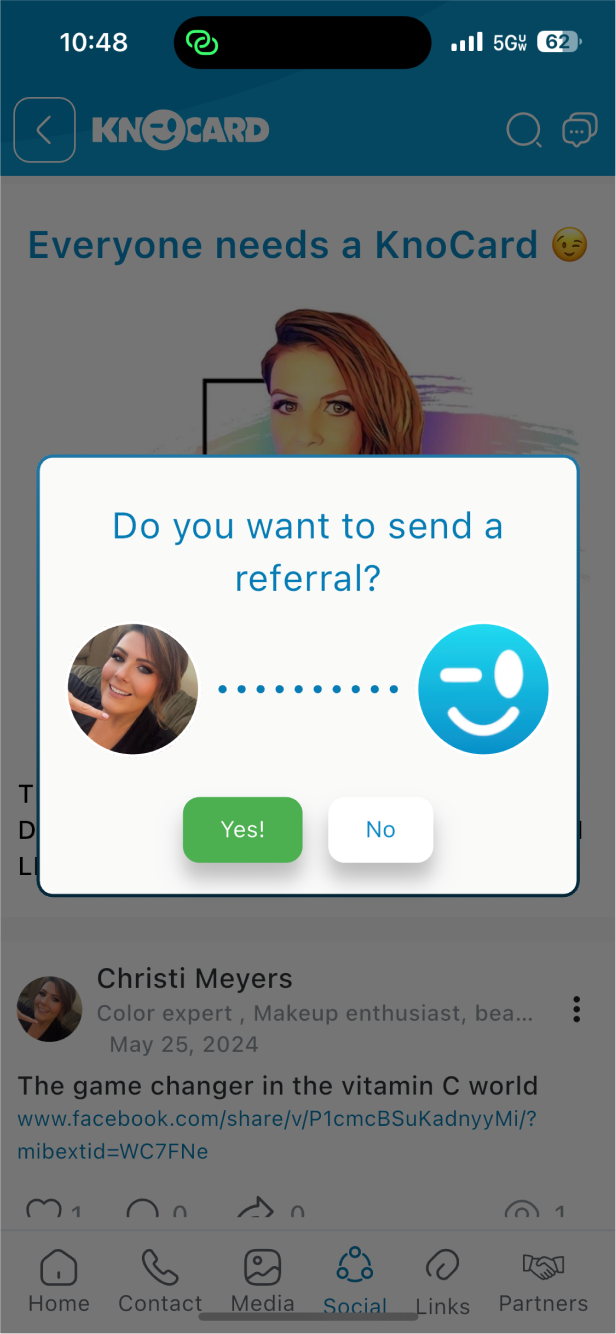 10:48
5GUW
62
KNOCARD
Everyone needs a KnoCard 😉
Do you want to send a
referral?
T
D
Yes!
No
Christi Meyers
Color expert , Makeup enthusiast, bea...
May 25, 2024
The game changer in the vitamin C world
www.facebook.com/share/v/P1cmcBSuKadnyyMi/?
mibextid=WC7FNe
1
0
0
1
Home
Contact
Media
Social
Links
Partners